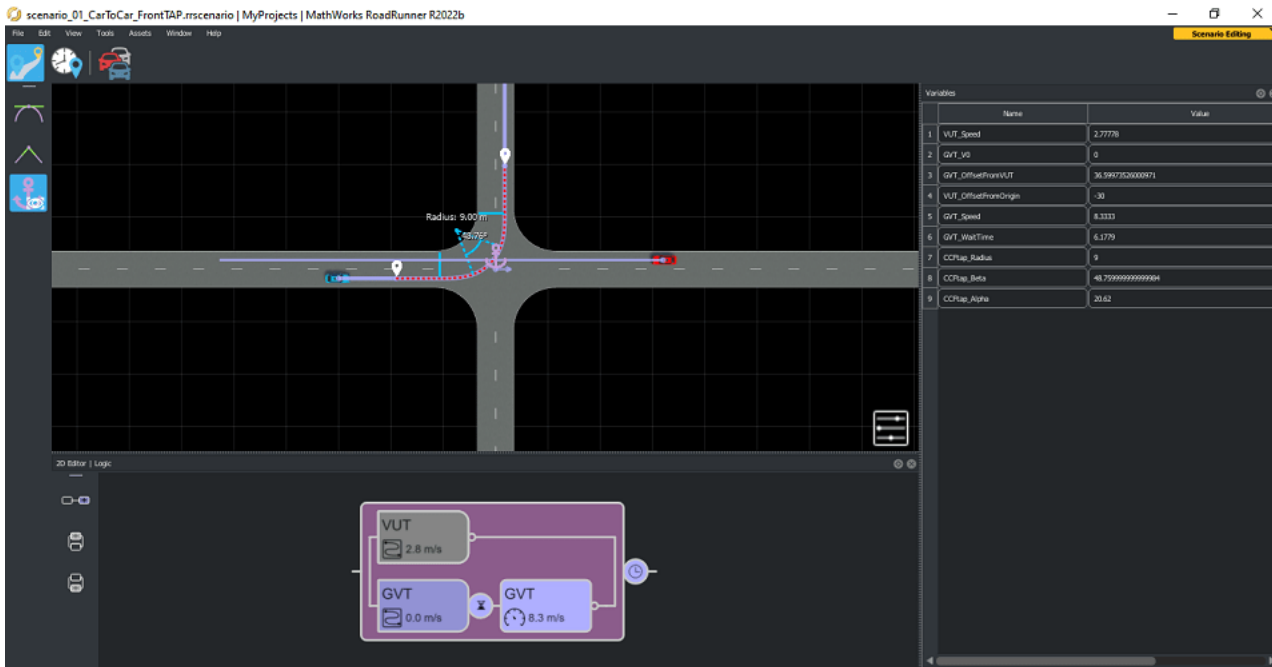 scenario_01_CarToCar_FrontTAP.rrscenario | MyProjects | MathWorks RoadRunner R2022b
File Edit View Tools Assets Window Help
Scenario Editing
Variables
Name Value
1 VUT_Speed 2.77778
2 GVT_V0 0
3 GVT_OffsetFromVUT 36.59973526000971
4 VUT_OffsetFromOrigin -30
5 GVT_Speed 8.3333
6 GVT_WaitTime 6.1779
7 CCFtap_Radius 9
8 CCFtap_Beta 48.759999999999984
9 CCFtap_Alpha 20.62
Radius: 9.00 m
48.76°
2D Editor | Logic
VUT
2.8 m/s
GVT
0.0 m/s
GVT
8.3 m/s